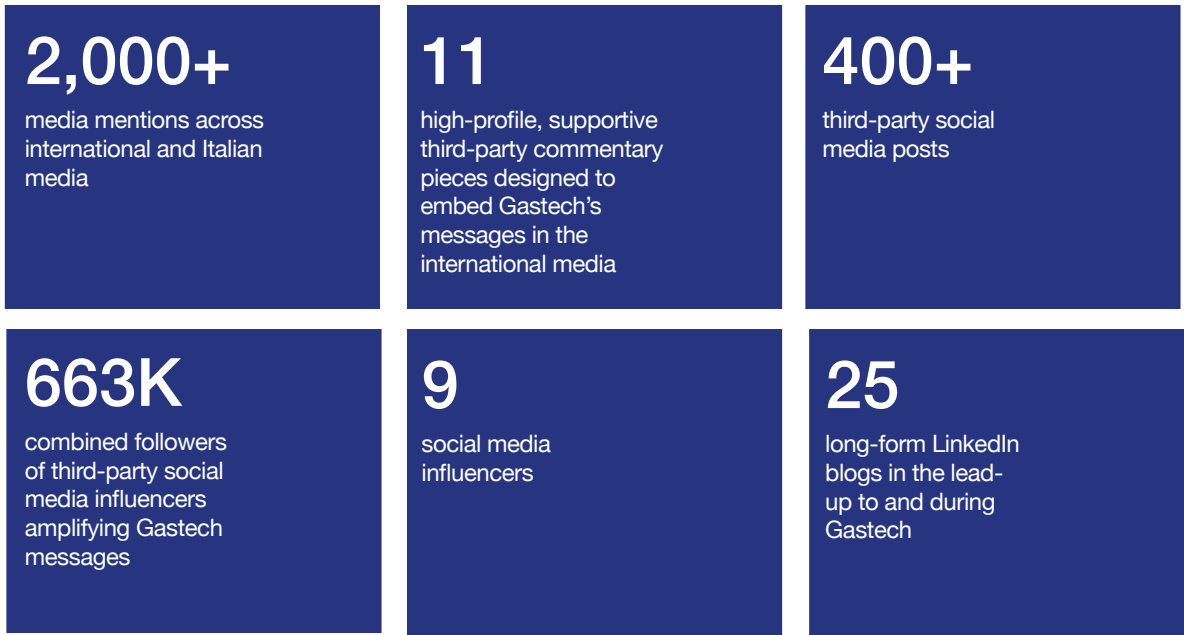 2,000+
media mentions across
international and Italian
media
11
high-profile, supportive
third-party commentary
pieces designed to
embed Gastech’s
messages in the
international media
400+
third-party social
media posts
663K
combined followers
of third-party social
media influencers
amplifying Gastech
messages
9
social media
influencers
25
long-form LinkedIn
blogs in the lead-
up to and during
Gastech